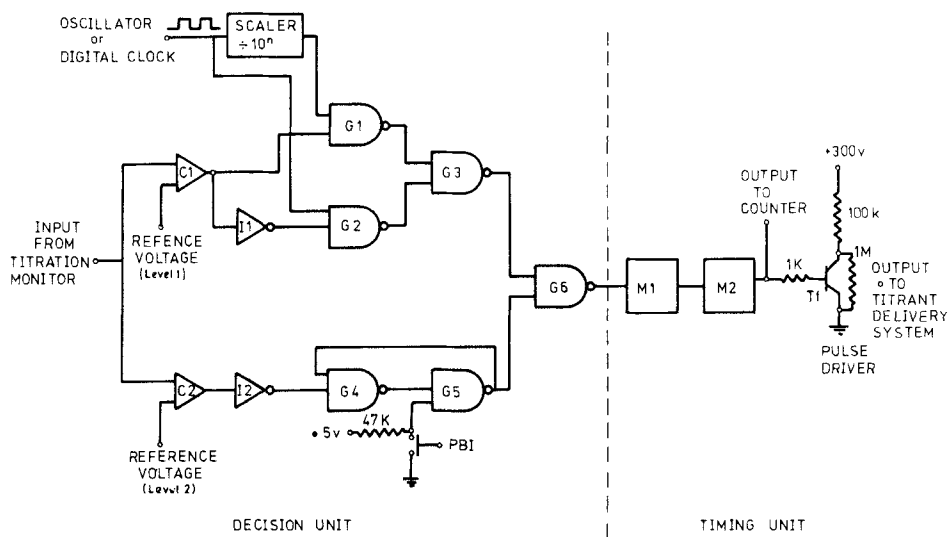 OSCILLATOR
or
DIGITAL CLOCK
SCALER
÷10ⁿ
G1
C1
G3
I1
G2
REFENCE
VOLTAGE
(Level 1)
INPUT
FROM
TITRATION
MONITOR
G6
M1
M2
OUTPUT
TO
COUNTER
+300v
100k
1K
1M
T1
OUTPUT
TO
TITRANT
DELIVERY
SYSTEM
PULSE
DRIVER
C2
I2
G4
G5
+5v
47K
PBI
REFERENCE
VOLTAGE
(Level 2)
DECISION UNIT
TIMING UNIT